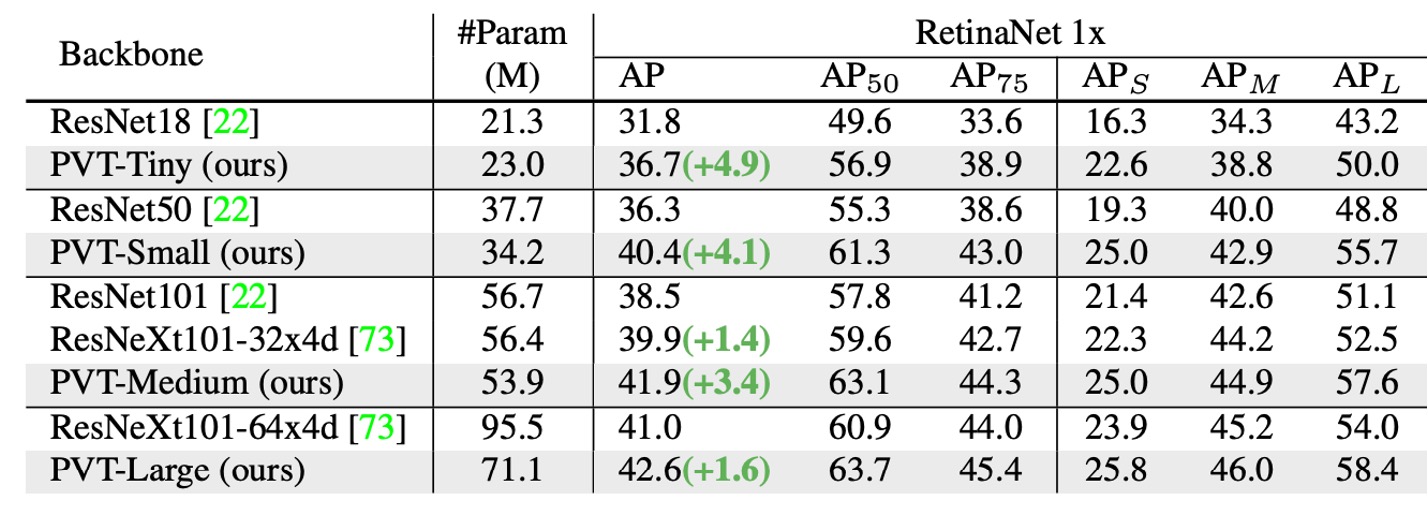 Backbone #Param (M) RetinaNet 1x
AP AP50 AP75 APS APM APL
ResNet18 [22] 21.3 31.8 49.6 33.6 16.3 34.3 43.2
PVT-Tiny (ours) 23.0 36.7(+4.9) 56.9 38.9 22.6 38.8 50.0
ResNet50 [22] 37.7 36.3 55.3 38.6 19.3 40.0 48.8
PVT-Small (ours) 34.2 40.4(+4.1) 61.3 43.0 25.0 42.9 55.7
ResNet101 [22] 56.7 38.5 57.8 41.2 21.4 42.6 51.1
ResNeXt101-32x4d [73] 56.4 39.9(+1.4) 59.6 42.7 22.3 44.2 52.5
PVT-Medium (ours) 53.9 41.9(+3.4) 63.1 44.3 25.0 44.9 57.6
ResNeXt101-64x4d [73] 95.5 41.0 60.9 44.0 23.9 45.2 54.0
PVT-Large (ours) 71.1 42.6(+1.6) 63.7 45.4 25.8 46.0 58.4